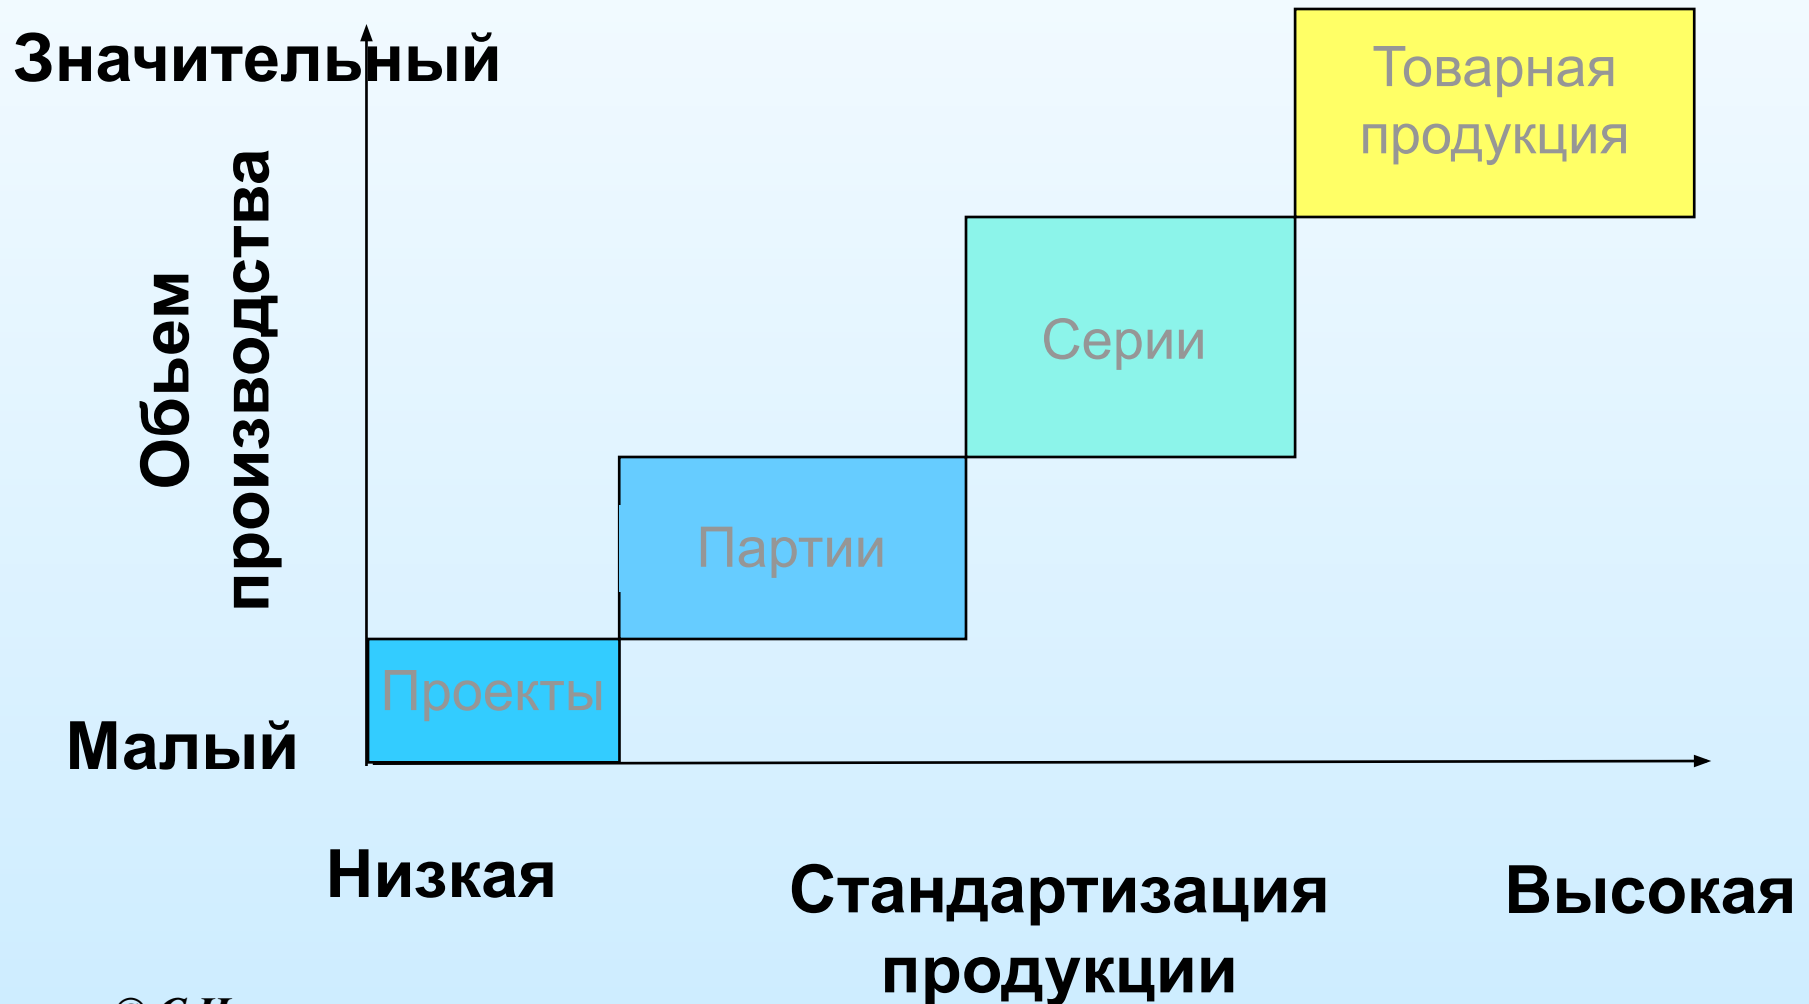 Значительный
Товарная
продукция
Обьем
производства
Серии
Партии
Проекты
Малый
Низкая
Стандартизация
продукции
Высокая